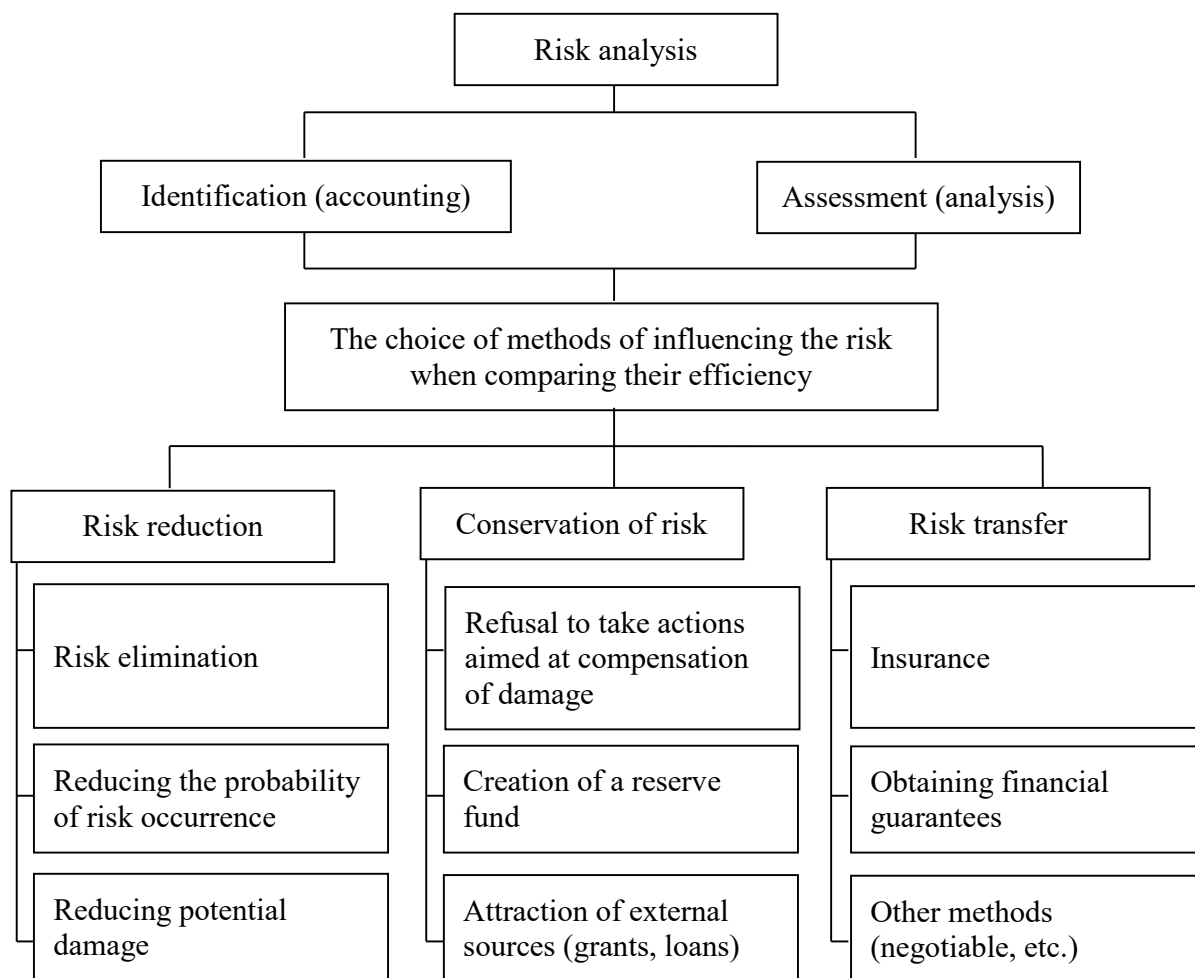 Risk analysis
Identification (accounting)
Assessment (analysis)
The choice of methods of influencing the risk
when comparing their efficiency
Risk reduction
Conservation of risk
Risk transfer
Risk elimination
Refusal to take actions
aimed at compensation
of damage
Insurance
Reducing the probability
of risk occurrence
Creation of a reserve
fund
Obtaining financial
guarantees
Reducing potential
damage
Attraction of external
sources (grants, loans)
Other methods
(negotiable, etc.)